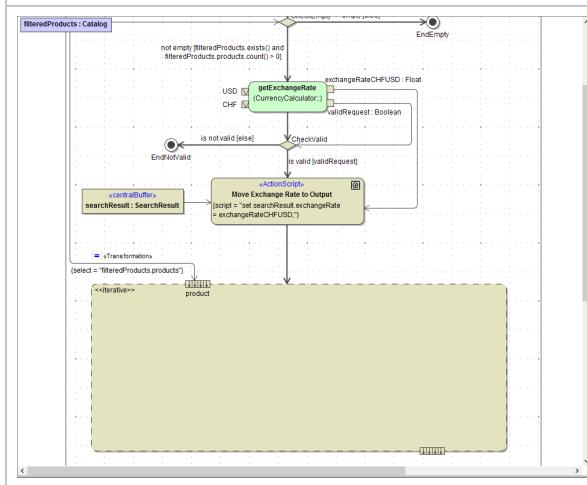 filteredProducts : Catalog
EndEmpty
not empty [filteredProducts.exists() and
filteredProducts.products.count() > 0]
exchangeRateCHFUSD : Float
USD
getExchangeRate
CHF
(CurrencyCalculator::)
validRequest : Boolean
is not valid [else]
CheckValid
EndNotValid
is valid [validRequest]
«ActionScript»
Move Exchange Rate to Output
«centralBuffer»
searchResult : SearchResult
{script = "set searchResult.exchangeRate
= exchangeRateCHFUSD;"}
= «Transformation»
{select = "filteredProducts.products"}
<<iterative>>
product